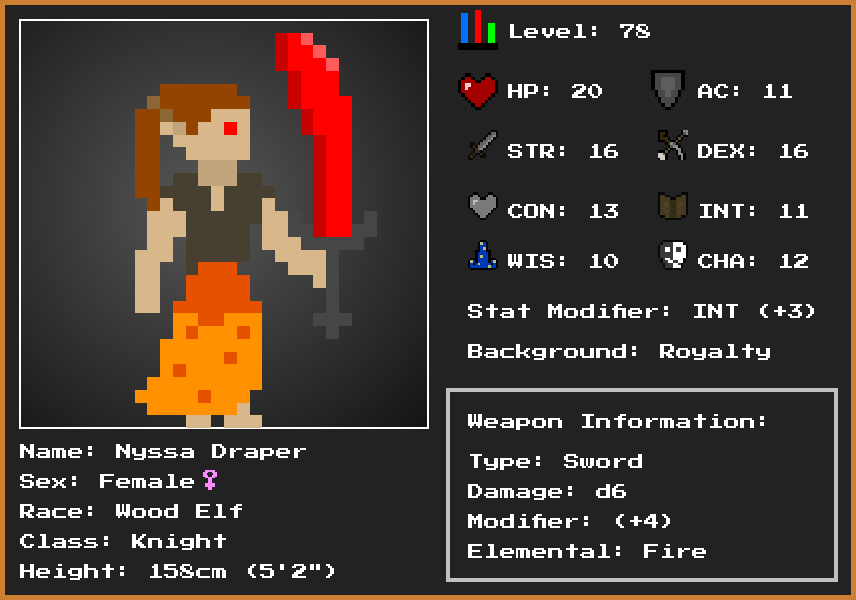 Level: 78
HP: 20 AC: 11
STR: 16 DEX: 16
CON: 13 INT: 11
WIS: 10 CHA: 12
Stat Modifier: INT (+3)
Background: Royalty
Weapon Information:
Type: Sword
Damage: d6
Modifier: (+4)
Elemental: Fire
Name: Nyssa Draper
Sex: Female♀
Race: Wood Elf
Class: Knight
Height: 158cm (5'2")